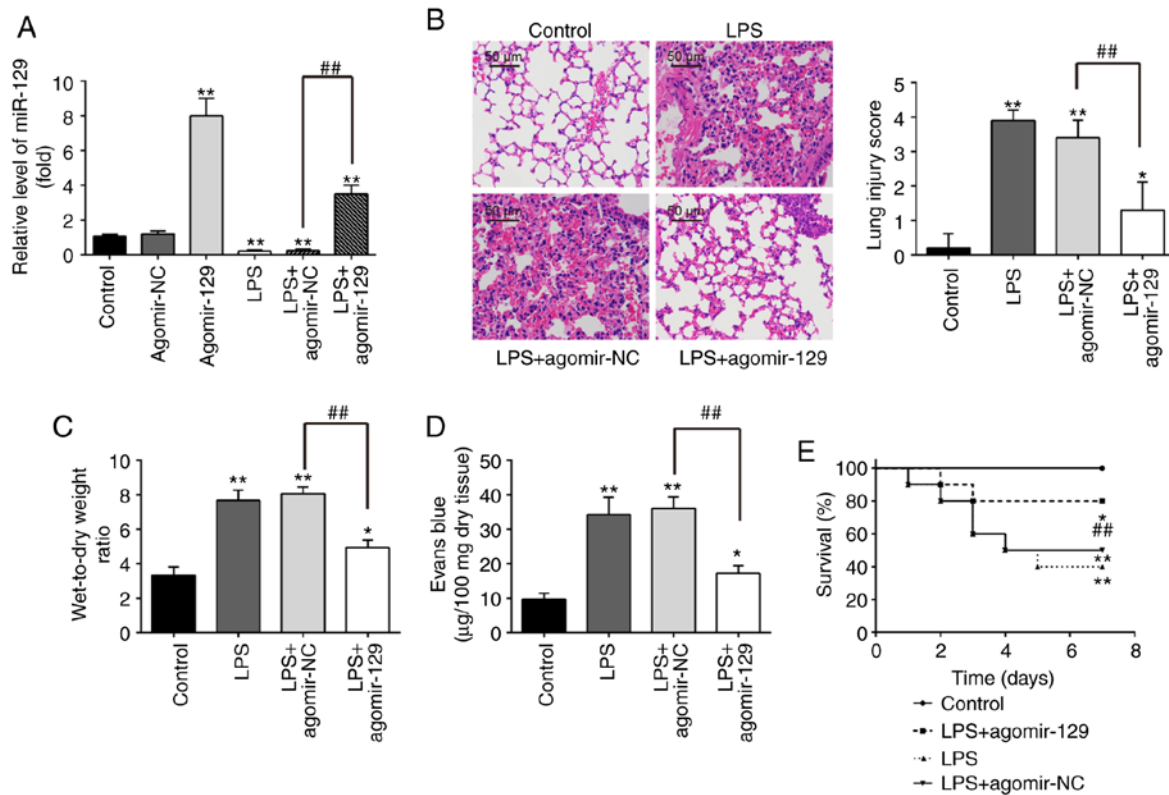 A
Relative level of miR-129
(fold)
10
8
6
4
2
0
**
**
**
##
**
Control
Agomir-NC
Agomir-129
LPS
LPS+
agomir-NC
LPS+
agomir-129
B
Control
LPS
50 µm
50 µm
50 µm
50 µm
LPS+agomir-NC
LPS+agomir-129
Lung injury score
5
4
3
2
1
0
**
**
##
*
Control
LPS
LPS+
agomir-NC
LPS+
agomir-129
C
Wet-to-dry weight
ratio
10
8
6
4
2
0
**
**
##
*
Control
LPS
LPS+
agomir-NC
LPS+
agomir-129
D
Evans blue
(µg/100 mg dry tissue)
50
40
30
20
10
0
**
**
##
*
Control
LPS
LPS+
agomir-NC
LPS+
agomir-129
E
Survival (%)
100
80
60
40
20
0
*
##
**
**
0 2 4 6 8
Time (days)
Control
LPS+agomir-129
LPS
LPS+agomir-NC